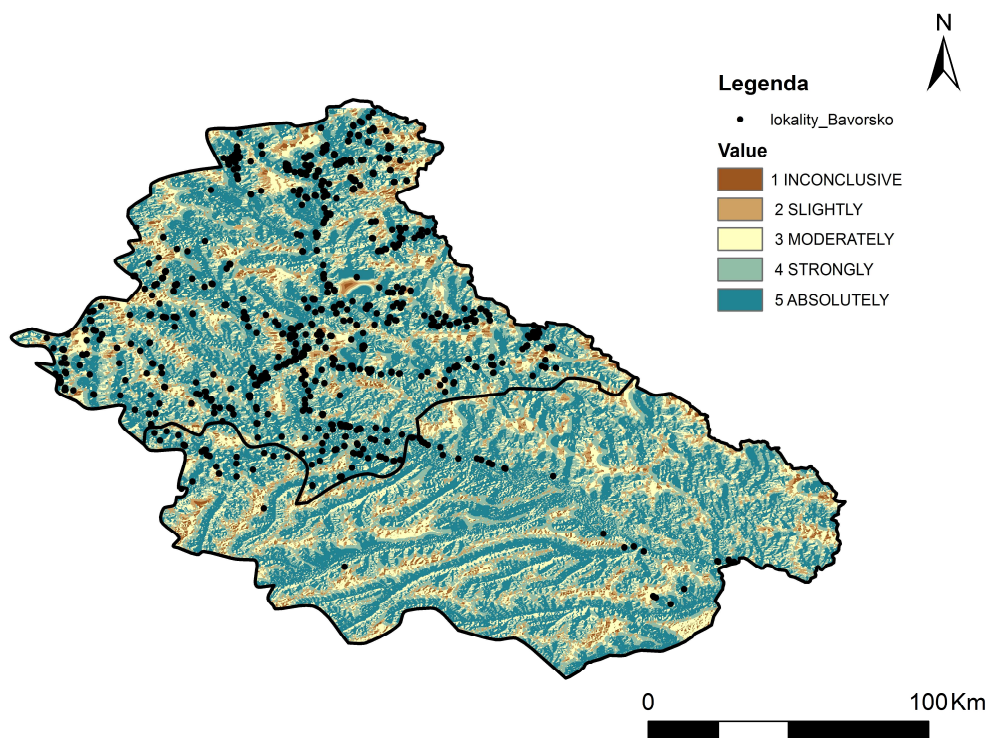 N
Legenda
lokality_Bavorsko
Value
1 INCONCLUSIVE
2 SLIGHTLY
3 MODERATELY
4 STRONGLY
5 ABSOLUTELY
0 100 Km